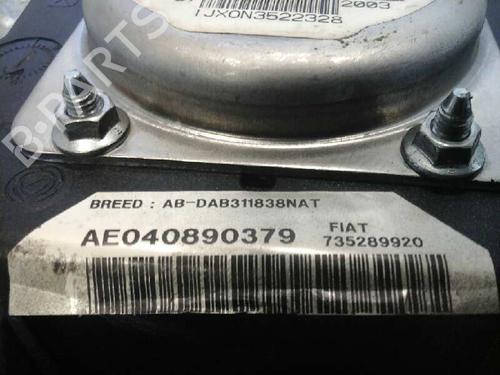 2003
1JXON3522328
B-PARTS
BREED : AB-DAB311838NAT
AE040890379
FIAT
735289920